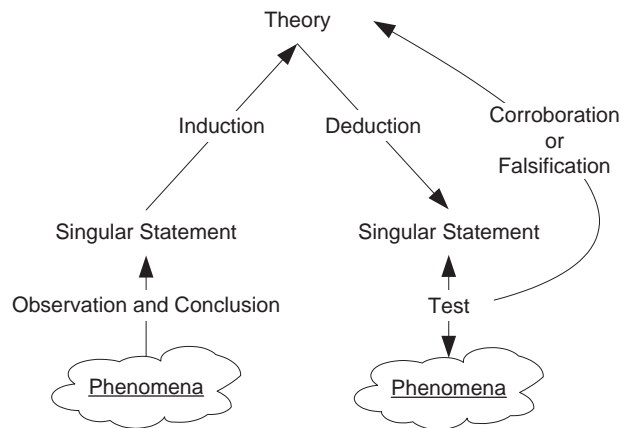 Theory
Induction
Deduction
Corroboration
or
Falsification
Singular Statement
Singular Statement
Observation and Conclusion
Test
Phenomena
Phenomena